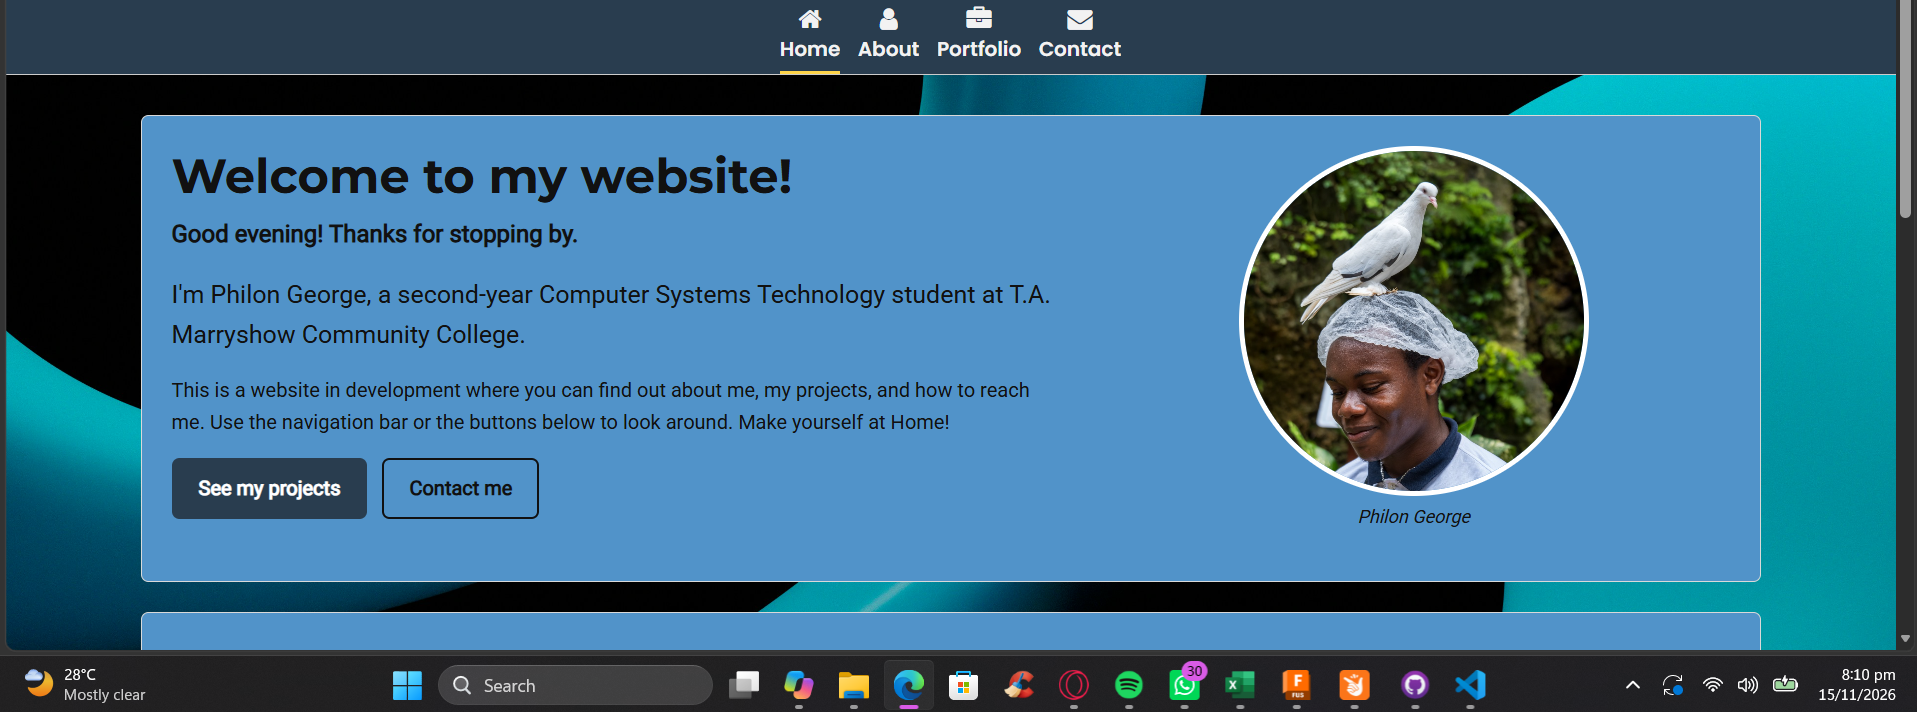 Home About Portfolio Contact
Welcome to my website!
Good evening! Thanks for stopping by.
I'm Philon George, a second-year Computer Systems Technology student at T.A.
Marryshow Community College.
This is a website in development where you can find out about me, my projects, and how to reach
me. Use the navigation bar or the buttons below to look around. Make yourself at Home!
See my projects
Contact me
Philon George
28°C
Mostly clear
Search
30
X
F
FUS
8:10 pm
15/11/2026